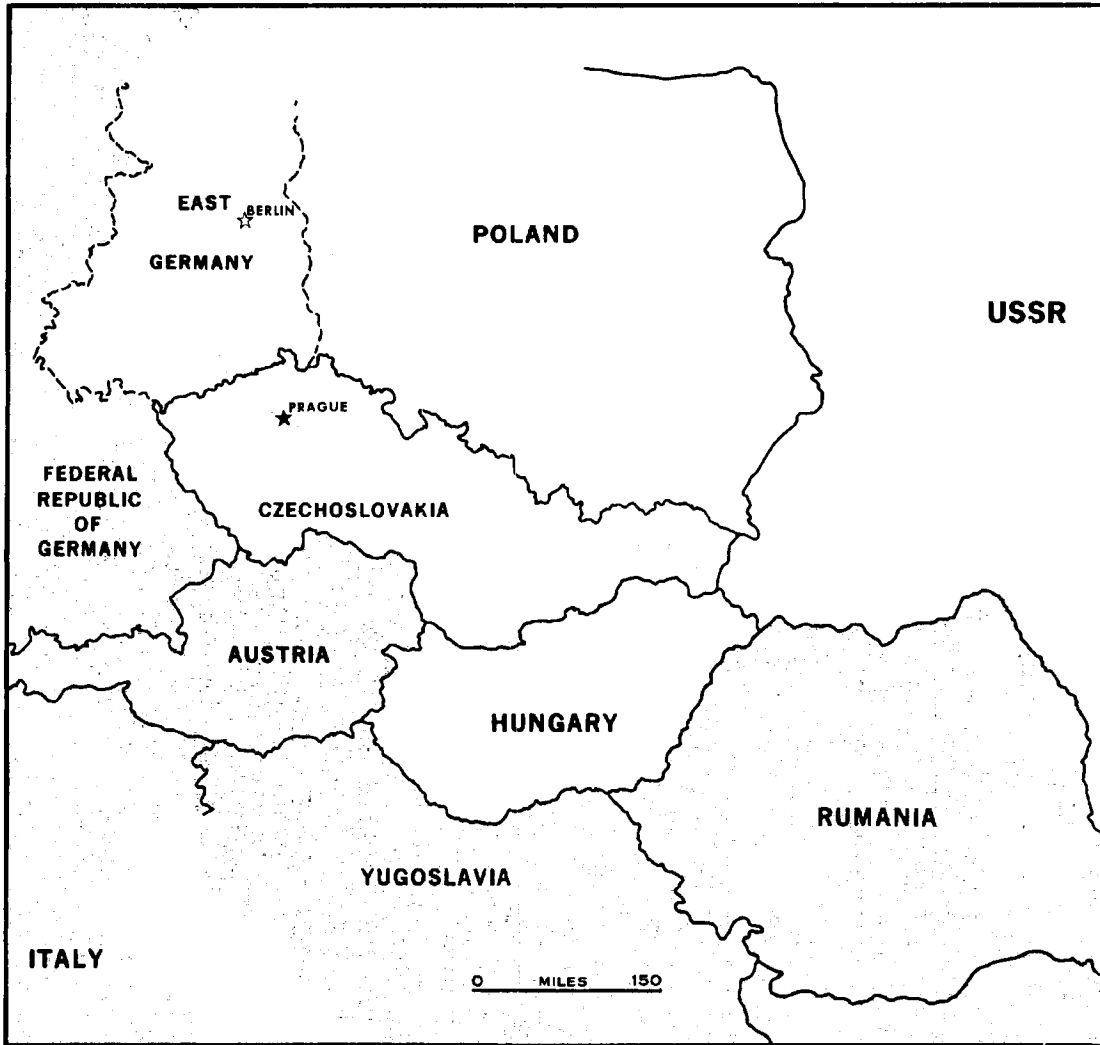 EAST
BERLIN
GERMANY
POLAND
USSR
PRAGUE
FEDERAL
REPUBLIC
OF
GERMANY
CZECHOSLOVAKIA
AUSTRIA
HUNGARY
RUMANIA
YUGOSLAVIA
ITALY
0 MILES 150